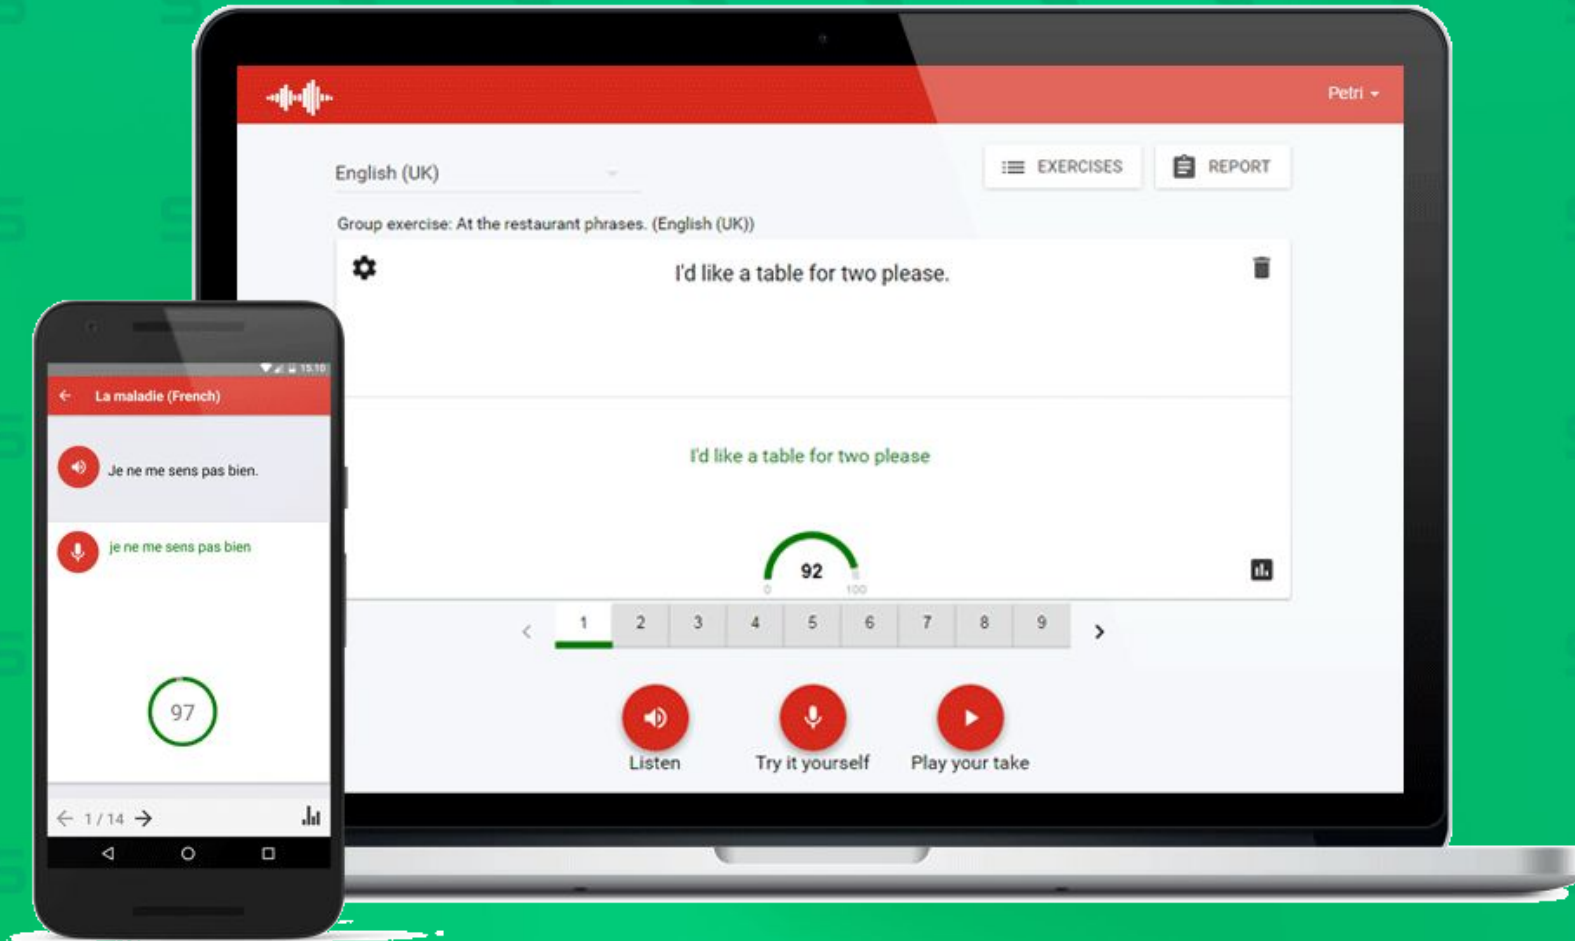 Petri
English (UK)
EXERCISES
REPORT
Group exercise: At the restaurant phrases. (English (UK))
I'd like a table for two please.
I'd like a table for two please
92
0
100
1 2 3 4 5 6 7 8 9
Listen
Try it yourself
Play your take
15.10
La maladie (French)
Je ne me sens pas bien.
je ne me sens pas bien
97
1 / 14